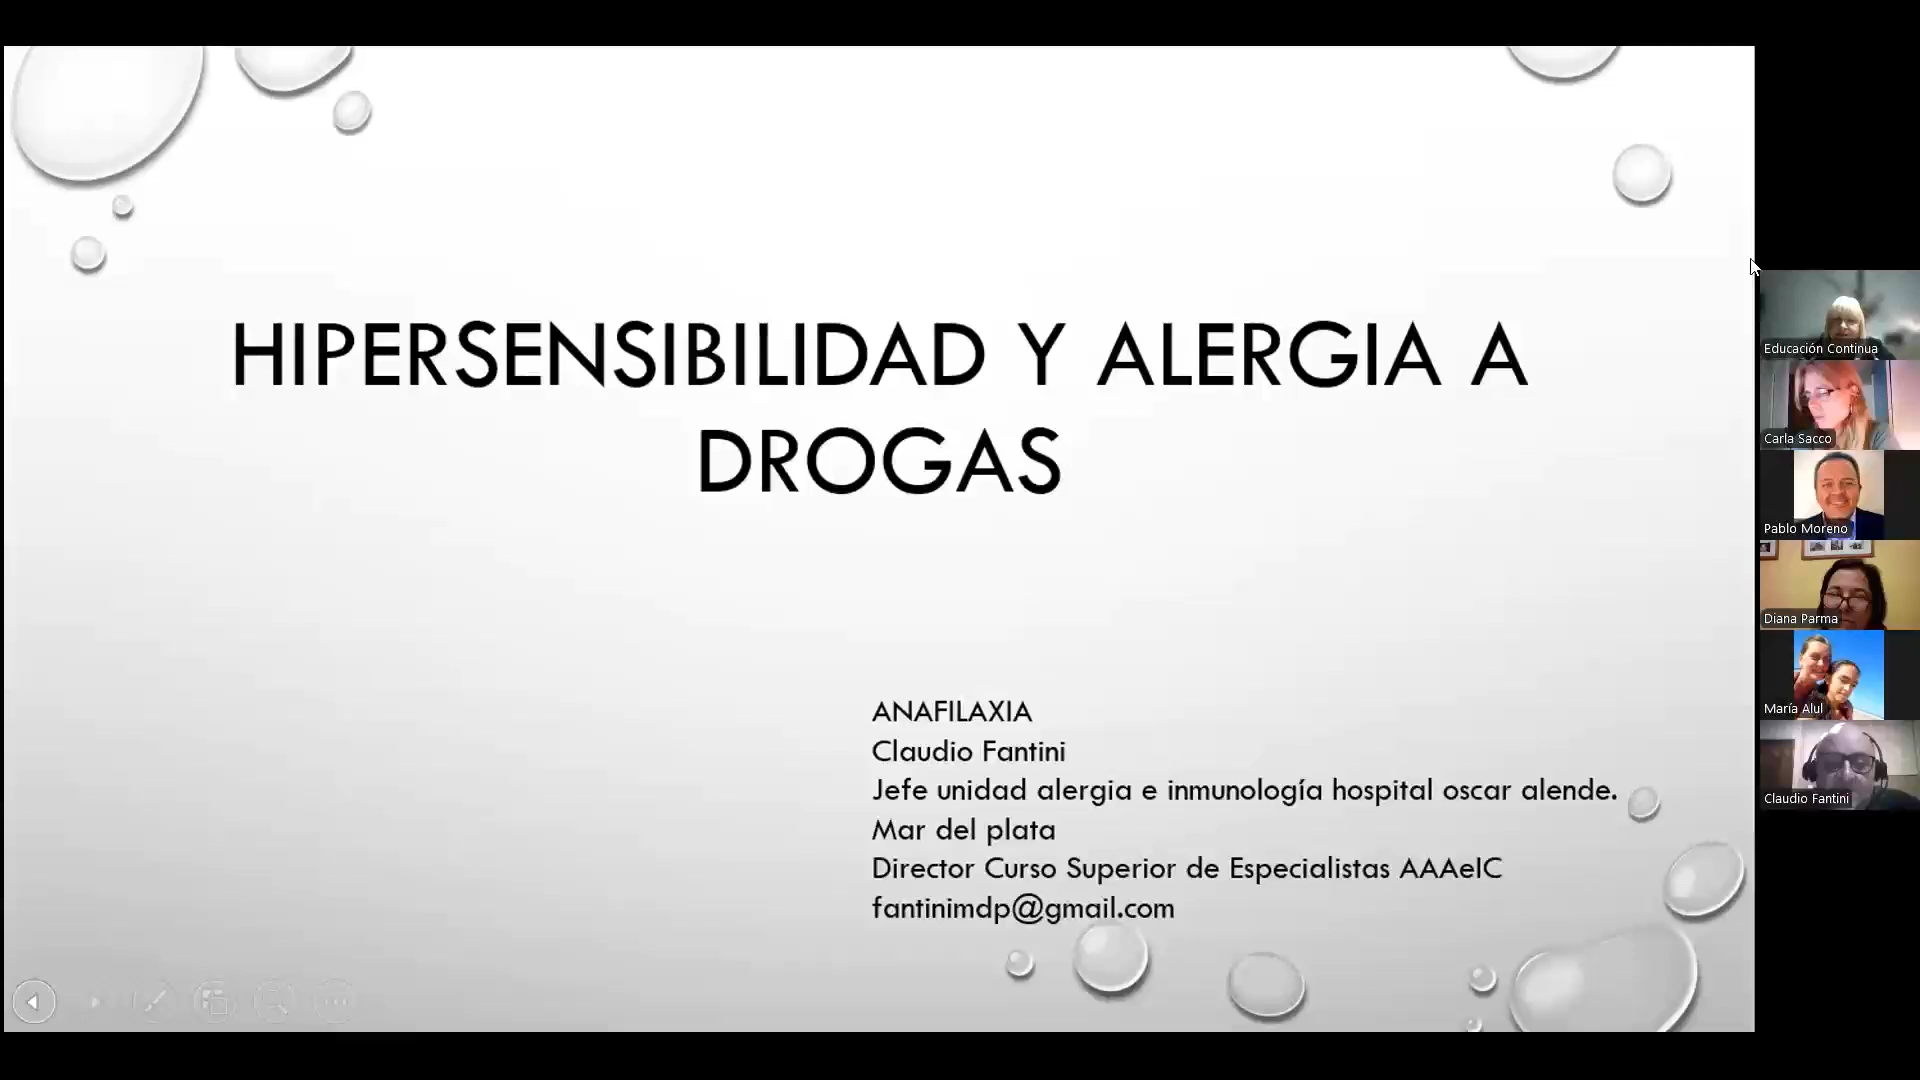 HIPERSENSIBILIDAD Y ALERGIA A
DROGAS
ANAFILAXIA
Claudio Fantini
Jefe unidad alergia e inmunología hospital oscar alende.
Mar del plata
Director Curso Superior de Especialistas AAAeIC
fantinimdp@gmail.com
Educación Continua
Carla Sacco
Pablo Moreno
Diana Parma
María Alul
Claudio Fantini